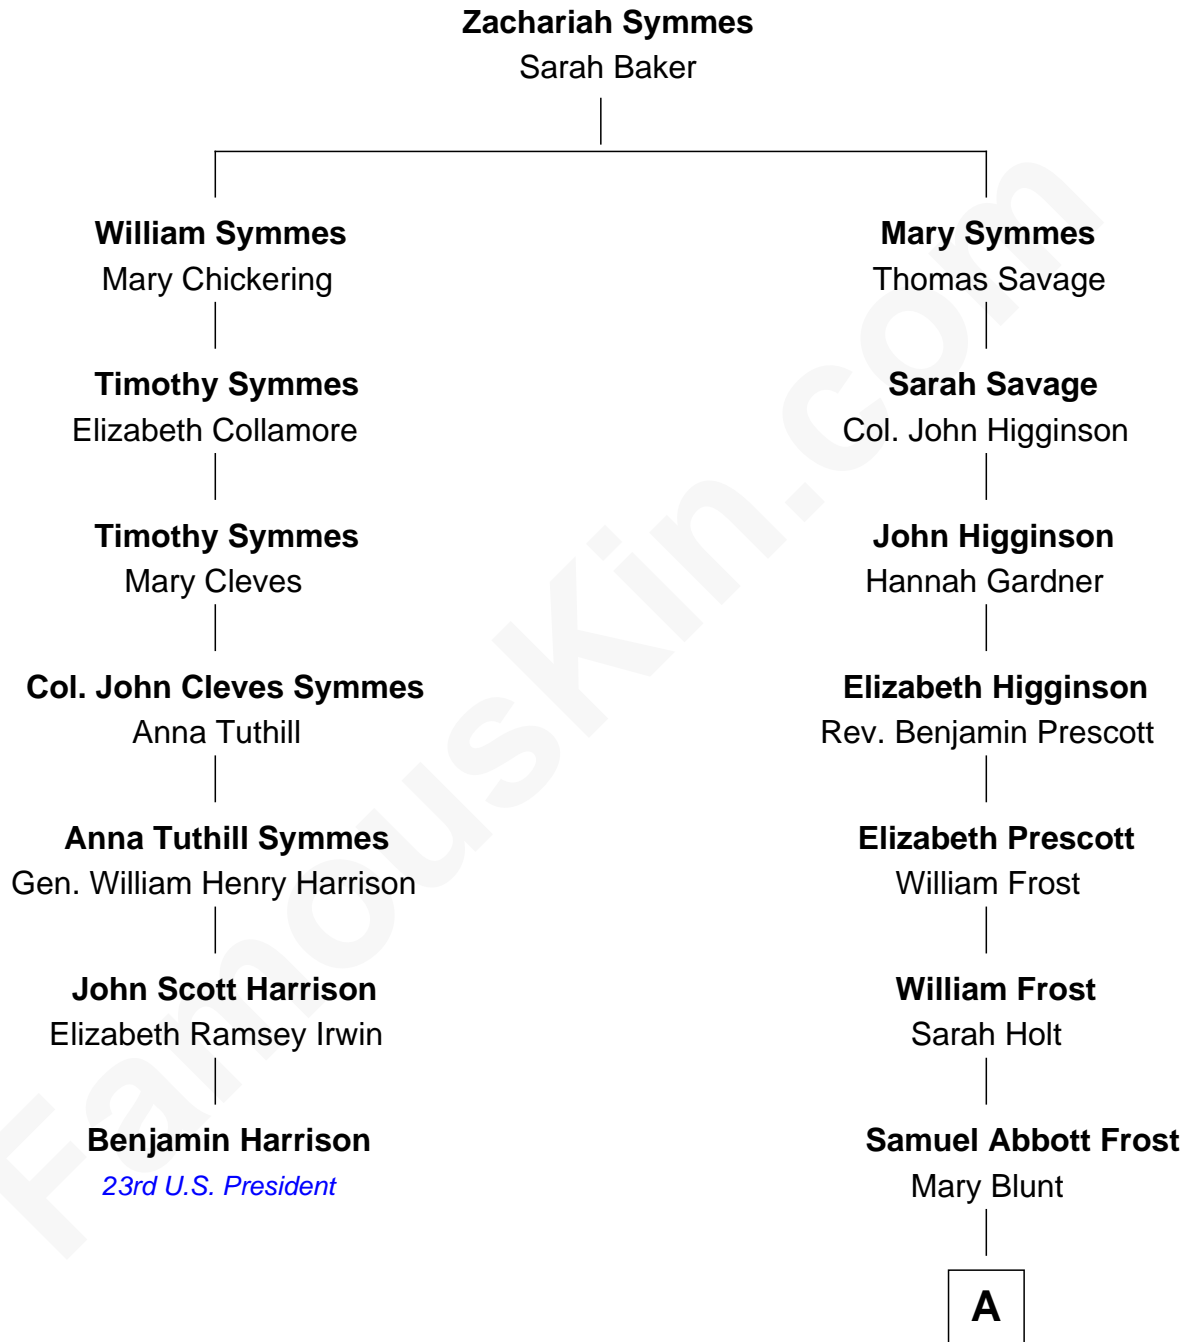 Zachariah Symmes
Sarah Baker
William Symmes
Mary Chickering
Mary Symmes
Thomas Savage
Timothy Symmes
Elizabeth Collamore
Sarah Savage
Col. John Higginson
Timothy Symmes
Mary Cleves
John Higginson
Hannah Gardner
Col. John Cleves Symmes
Anna Tuthill
Elizabeth Higginson
Rev. Benjamin Prescott
Anna Tuthill Symmes
Gen. William Henry Harrison
Elizabeth Prescott
William Frost
John Scott Harrison
Elizabeth Ramsey Irwin
William Frost
Sarah Holt
Benjamin Harrison
23rd U.S. President
Samuel Abbott Frost
Mary Blunt
A
FamousKin.com